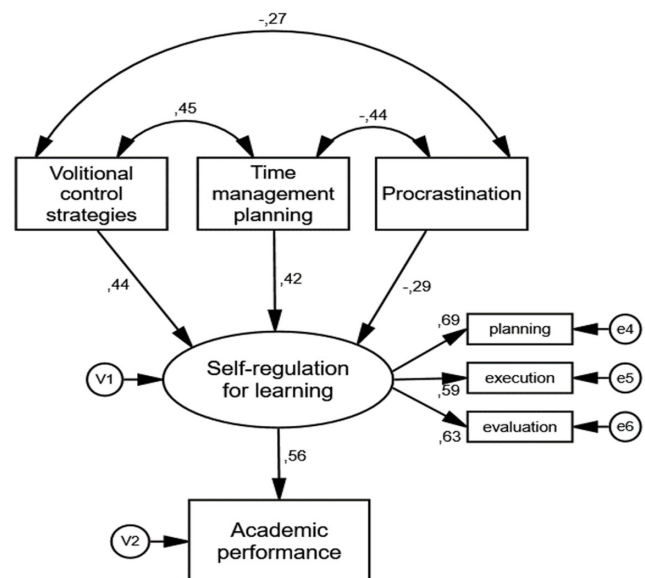 -,27
,45
-,44
Volitional
control
strategies
Time
management
planning
Procrastination
,44
,42
-,29
,69
planning
e4
V1
Self-regulation
for learning
execution
e5
,59
,63
evaluation
e6
,56
V2
Academic
performance